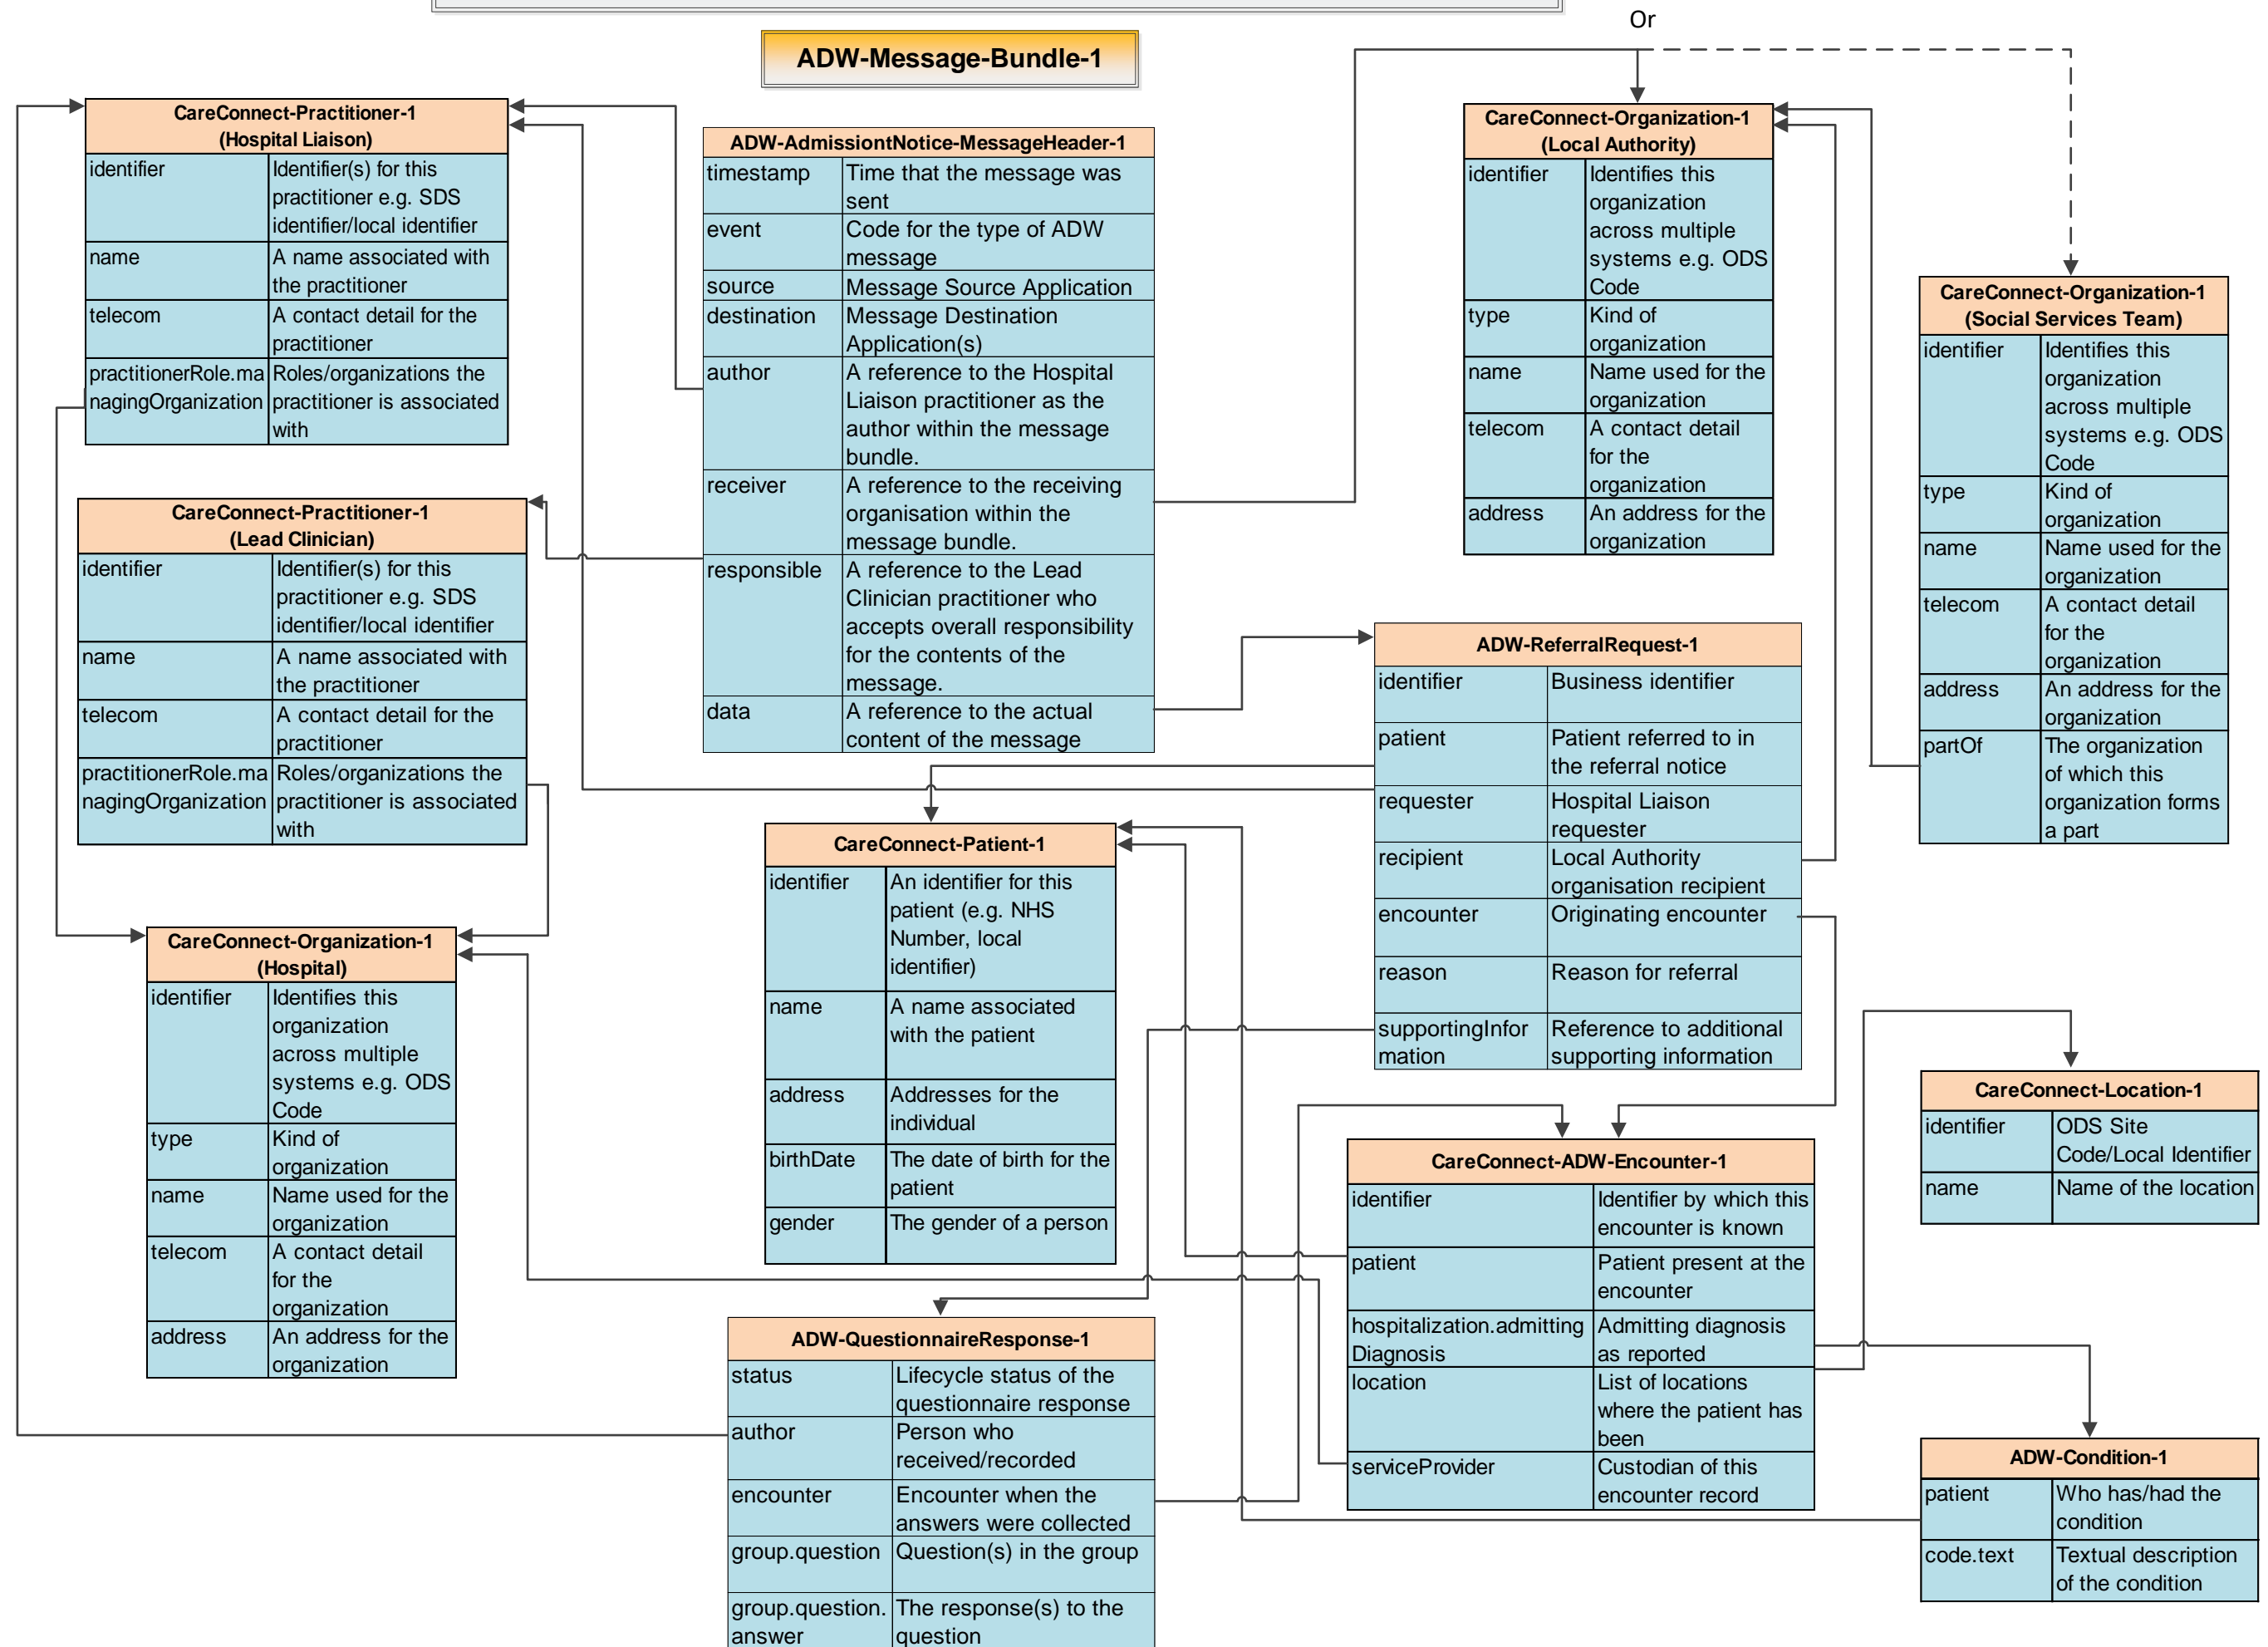 Or
ADW-Message-Bundle-1
CareConnect-Practitioner-1
(Hospital Liaison)
identifier
Identifier(s) for this
practitioner e.g. SDS
identifier/local identifier
name
A name associated with
the practitioner
telecom
A contact detail for the
practitioner
practitionerRole.ma
nagingOrganization
Roles/organizations the
practitioner is associated
with
ADW-AdmissiontNotice-MessageHeader-1
timestamp
Time that the message was
sent
event
Code for the type of ADW
message
source
Message Source Application
destination
Message Destination
Application(s)
author
A reference to the Hospital
Liaison practitioner as the
author within the message
bundle.
receiver
A reference to the receiving
organisation within the
message bundle.
responsible
A reference to the Lead
Clinician practitioner who
accepts overall responsibility
for the contents of the
message.
data
A reference to the actual
content of the message
CareConnect-Organization-1
(Local Authority)
identifier
Identifies this
organization
across multiple
systems e.g. ODS
Code
type
Kind of
organization
name
Name used for the
organization
telecom
A contact detail
for the
organization
address
An address for the
organization
CareConnect-Organization-1
(Social Services Team)
identifier
Identifies this
organization
across multiple
systems e.g. ODS
Code
type
Kind of
organization
name
Name used for the
organization
telecom
A contact detail
for the
organization
address
An address for the
organization
partOf
The organization
of which this
organization forms
a part
CareConnect-Practitioner-1
(Lead Clinician)
identifier
Identifier(s) for this
practitioner e.g. SDS
identifier/local identifier
name
A name associated with
the practitioner
telecom
A contact detail for the
practitioner
practitionerRole.ma
nagingOrganization
Roles/organizations the
practitioner is associated
with
ADW-ReferralRequest-1
identifier
Business identifier
patient
Patient referred to in
the referral notice
requester
Hospital Liaison
requester
recipient
Local Authority
organisation recipient
encounter
Originating encounter
reason
Reason for referral
supportingInfor
mation
Reference to additional
supporting information
CareConnect-Patient-1
identifier
An identifier for this
patient (e.g. NHS
Number, local
identifier)
name
A name associated
with the patient
address
Addresses for the
individual
birthDate
The date of birth for the
patient
gender
The gender of a person
CareConnect-Organization-1
(Hospital)
identifier
Identifies this
organization
across multiple
systems e.g. ODS
Code
type
Kind of
organization
name
Name used for the
organization
telecom
A contact detail
for the
organization
address
An address for the
organization
CareConnect-Location-1
identifier
ODS Site
Code/Local Identifier
name
Name of the location
CareConnect-ADW-Encounter-1
identifier
Identifier by which this
encounter is known
patient
Patient present at the
encounter
hospitalization.admitting
Diagnosis
Admitting diagnosis
as reported
location
List of locations
where the patient has
been
serviceProvider
Custodian of this
encounter record
ADW-QuestionnaireResponse-1
status
Lifecycle status of the
questionnaire response
author
Person who
received/recorded
encounter
Encounter when the
answers were collected
group.question
Question(s) in the group
group.question.
answer
The response(s) to the
question
ADW-Condition-1
patient
Who has/had the
condition
code.text
Textual description
of the condition